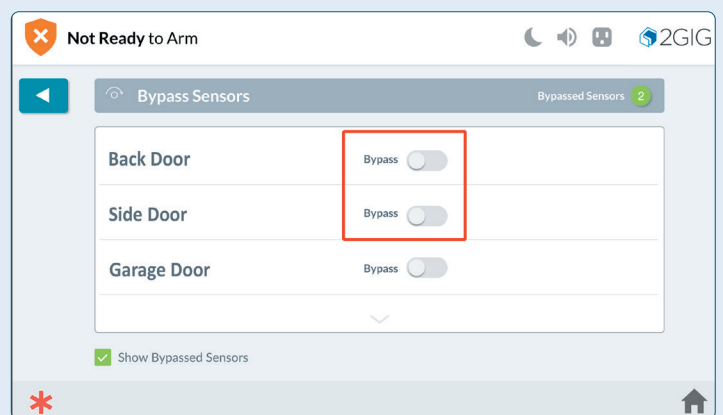 Not Ready to Arm
2GIG
Bypass Sensors
Bypassed Sensors 2
Back Door
Bypass
Side Door
Bypass
Garage Door
Bypass
Show Bypassed Sensors